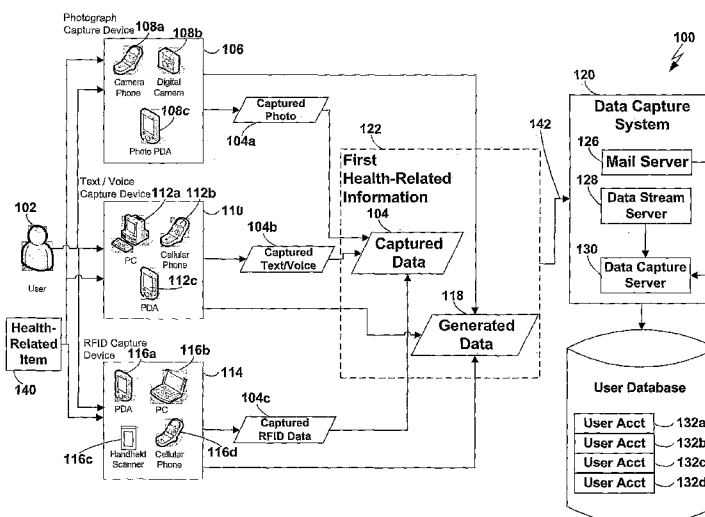 Photograph
Capture Device
108a
108b
106
Camera
Phone
Digital
Camera
108c
Photo PDA
Captured
Photo
104a
Text / Voice
Capture Device
112a
112b
110
PC
Cellular
Phone
112c
PDA
104b
Captured
Text/Voice
102
User
Health-
Related
Item
140
RFID Capture
Device
116a
116b
114
PDA
PC
116c
Handheld
Scanner
Cellular
Phone
116d
104c
Captured
RFID Data
122
First
Health-Related
Information
104
Captured
Data
118
Generated
Data
142
100
120
Data Capture
System
126
Mail Server
128
Data Stream
Server
130
Data Capture
Server
User Database
User Acct
132a
User Acct
132b
User Acct
132c
User Acct
132d